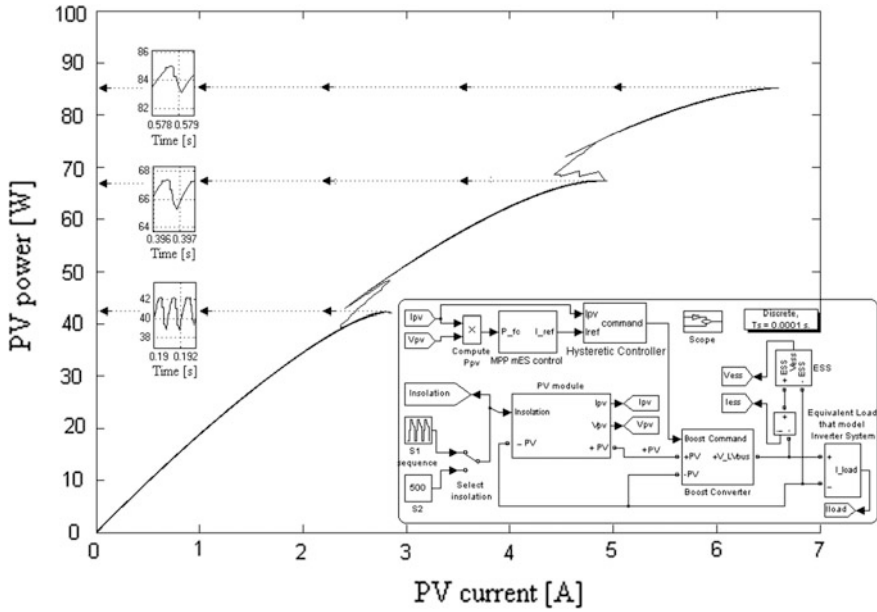 100
90
80
70
60
50
40
30
20
10
0
PV power [W]
0 1 2 3 4 5 6 7
PV current [A]
86
84
82
0.578 0.579
Time [s]
68
66
64
0.396 0.397
Time [s]
42
40
38
0.19 0.192
Time [s]
Ipv
Vpv
×
Compute
Ppv
P_fc I_ref
MPP mES control
Ipv
Iref
command
Hysteretic Controller
Scope
Discrete,
Ts = 0.0001 s.
Insolation
PV module
Insolation
Ipv
Vpv
- PV
+ PV
Ipv
Vpv
S1
sequence
500
S2
Select
insolation
+PV
Boost Command
+PV
-PV
+V_LVbus
Boost Converter
Vess
Iess
+ ESS
Vess
- ESS
ESS
+
-
Equivalent Load
that model
Inverter System
+
I_load
-
Iload